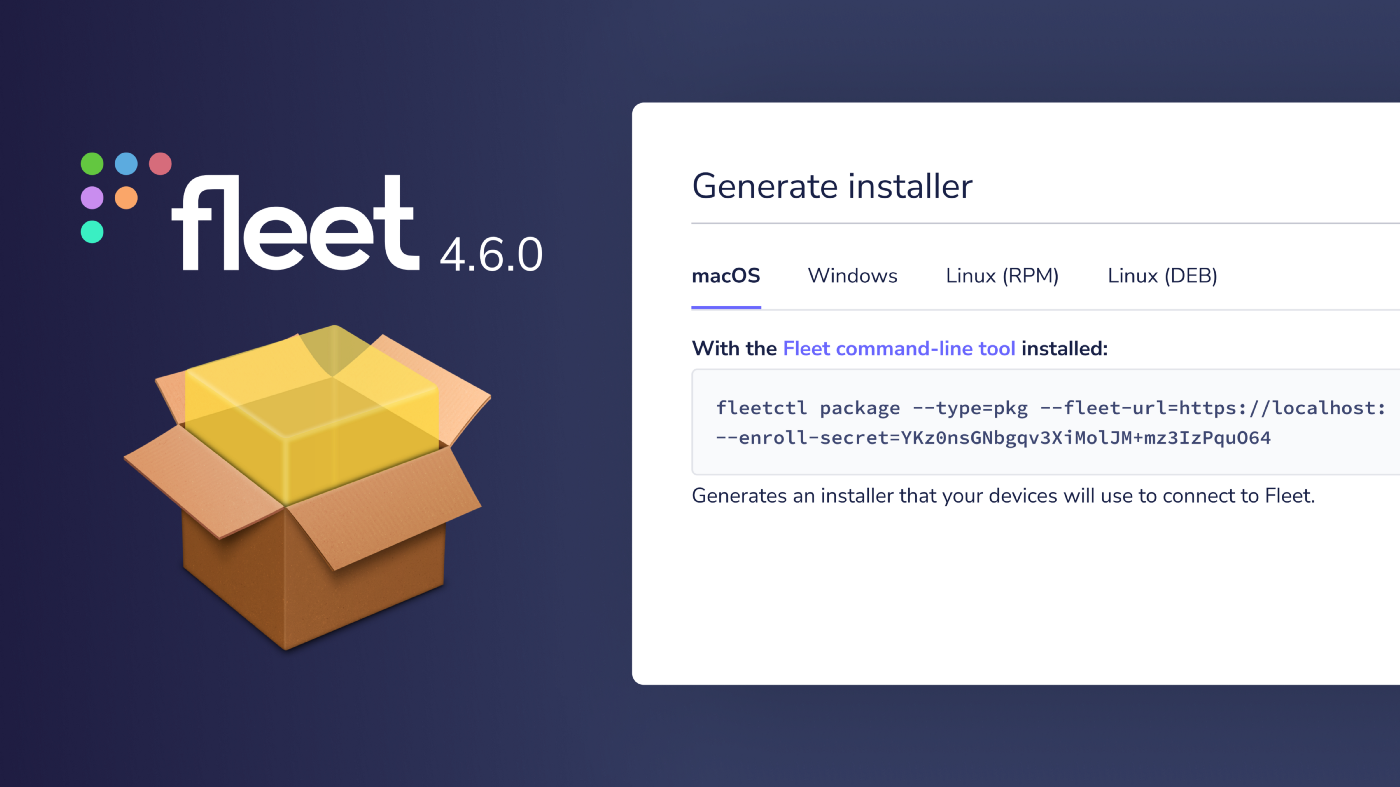 fleet 4.6.0
Generate installer
macOS Windows Linux (RPM) Linux (DEB)
With the Fleet command-line tool installed:
fleetctl package --type=pkg --fleet-url=https://localhost:
--enroll-secret=YKz0nsGNbgqv3XiMolJM+mz3IzPquO64
Generates an installer that your devices will use to connect to Fleet.